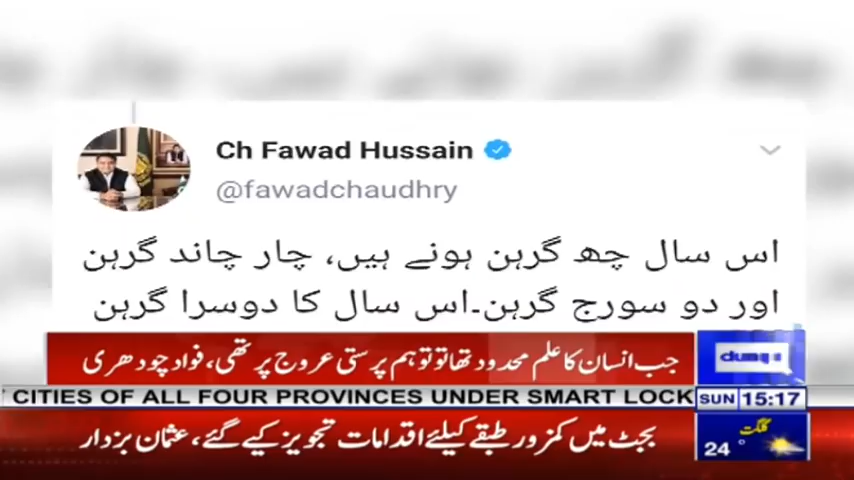 Ch Fawad Hussain
@fawadchaudhry
اس سال چھ گرہن ہونے ہیں، چار چاند گرہن
اور دو سورج گرہن۔اس سال کا دوسرا گرہن
جب انسان کا علم محدود تھا تو توہم پرستی عروج پر تھی، فواد چودھری
dunya
CITIES OF ALL FOUR PROVINCES UNDER SMART LOCK
SUN 15:17
بجٹ میں کمزور طبقے کیلئے اقدامات تجویز کیے گئے، عثمان بزدار
گلگت
24°